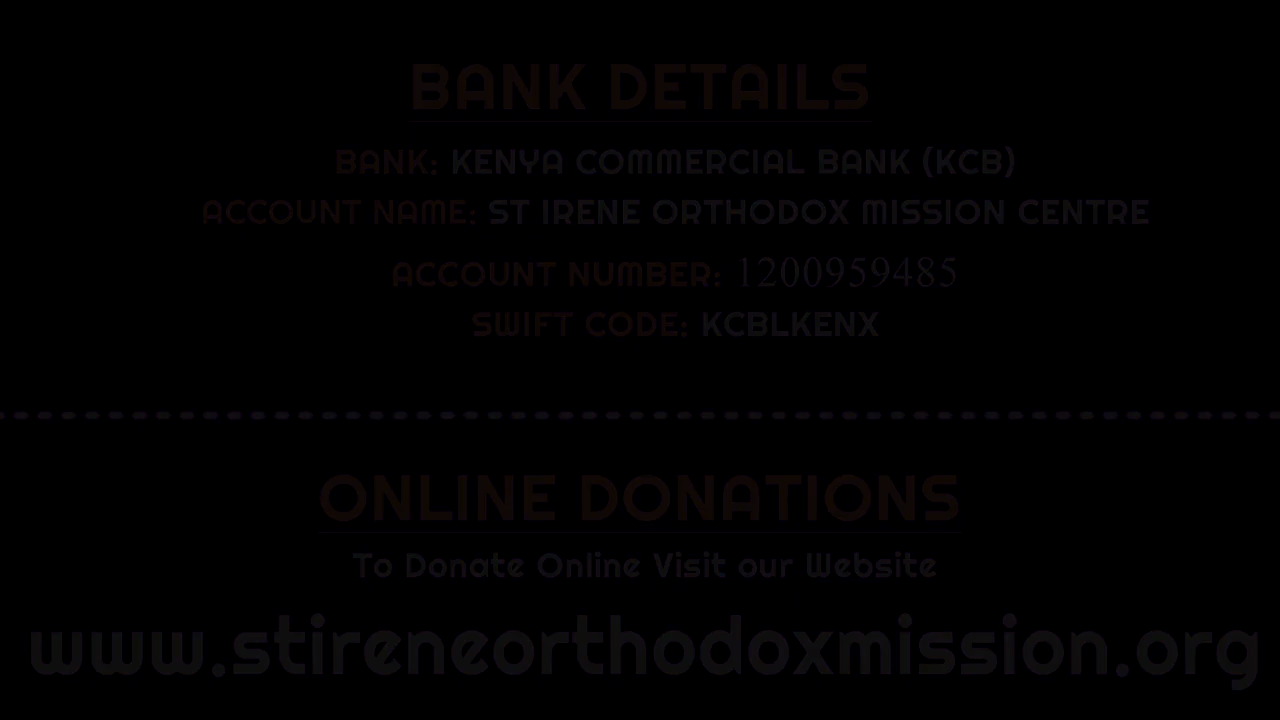 BANK DETAILS
BANK: KENYA COMMERCIAL BANK (KCB)
ACCOUNT NAME: ST IRENE ORTHODOX MISSION CENTRE
ACCOUNT NUMBER: 1200959485
SWIFT CODE: KCBLKENX
ONLINE DONATIONS
To Donate Online Visit our Website
www.stireneorthodoxmission.org